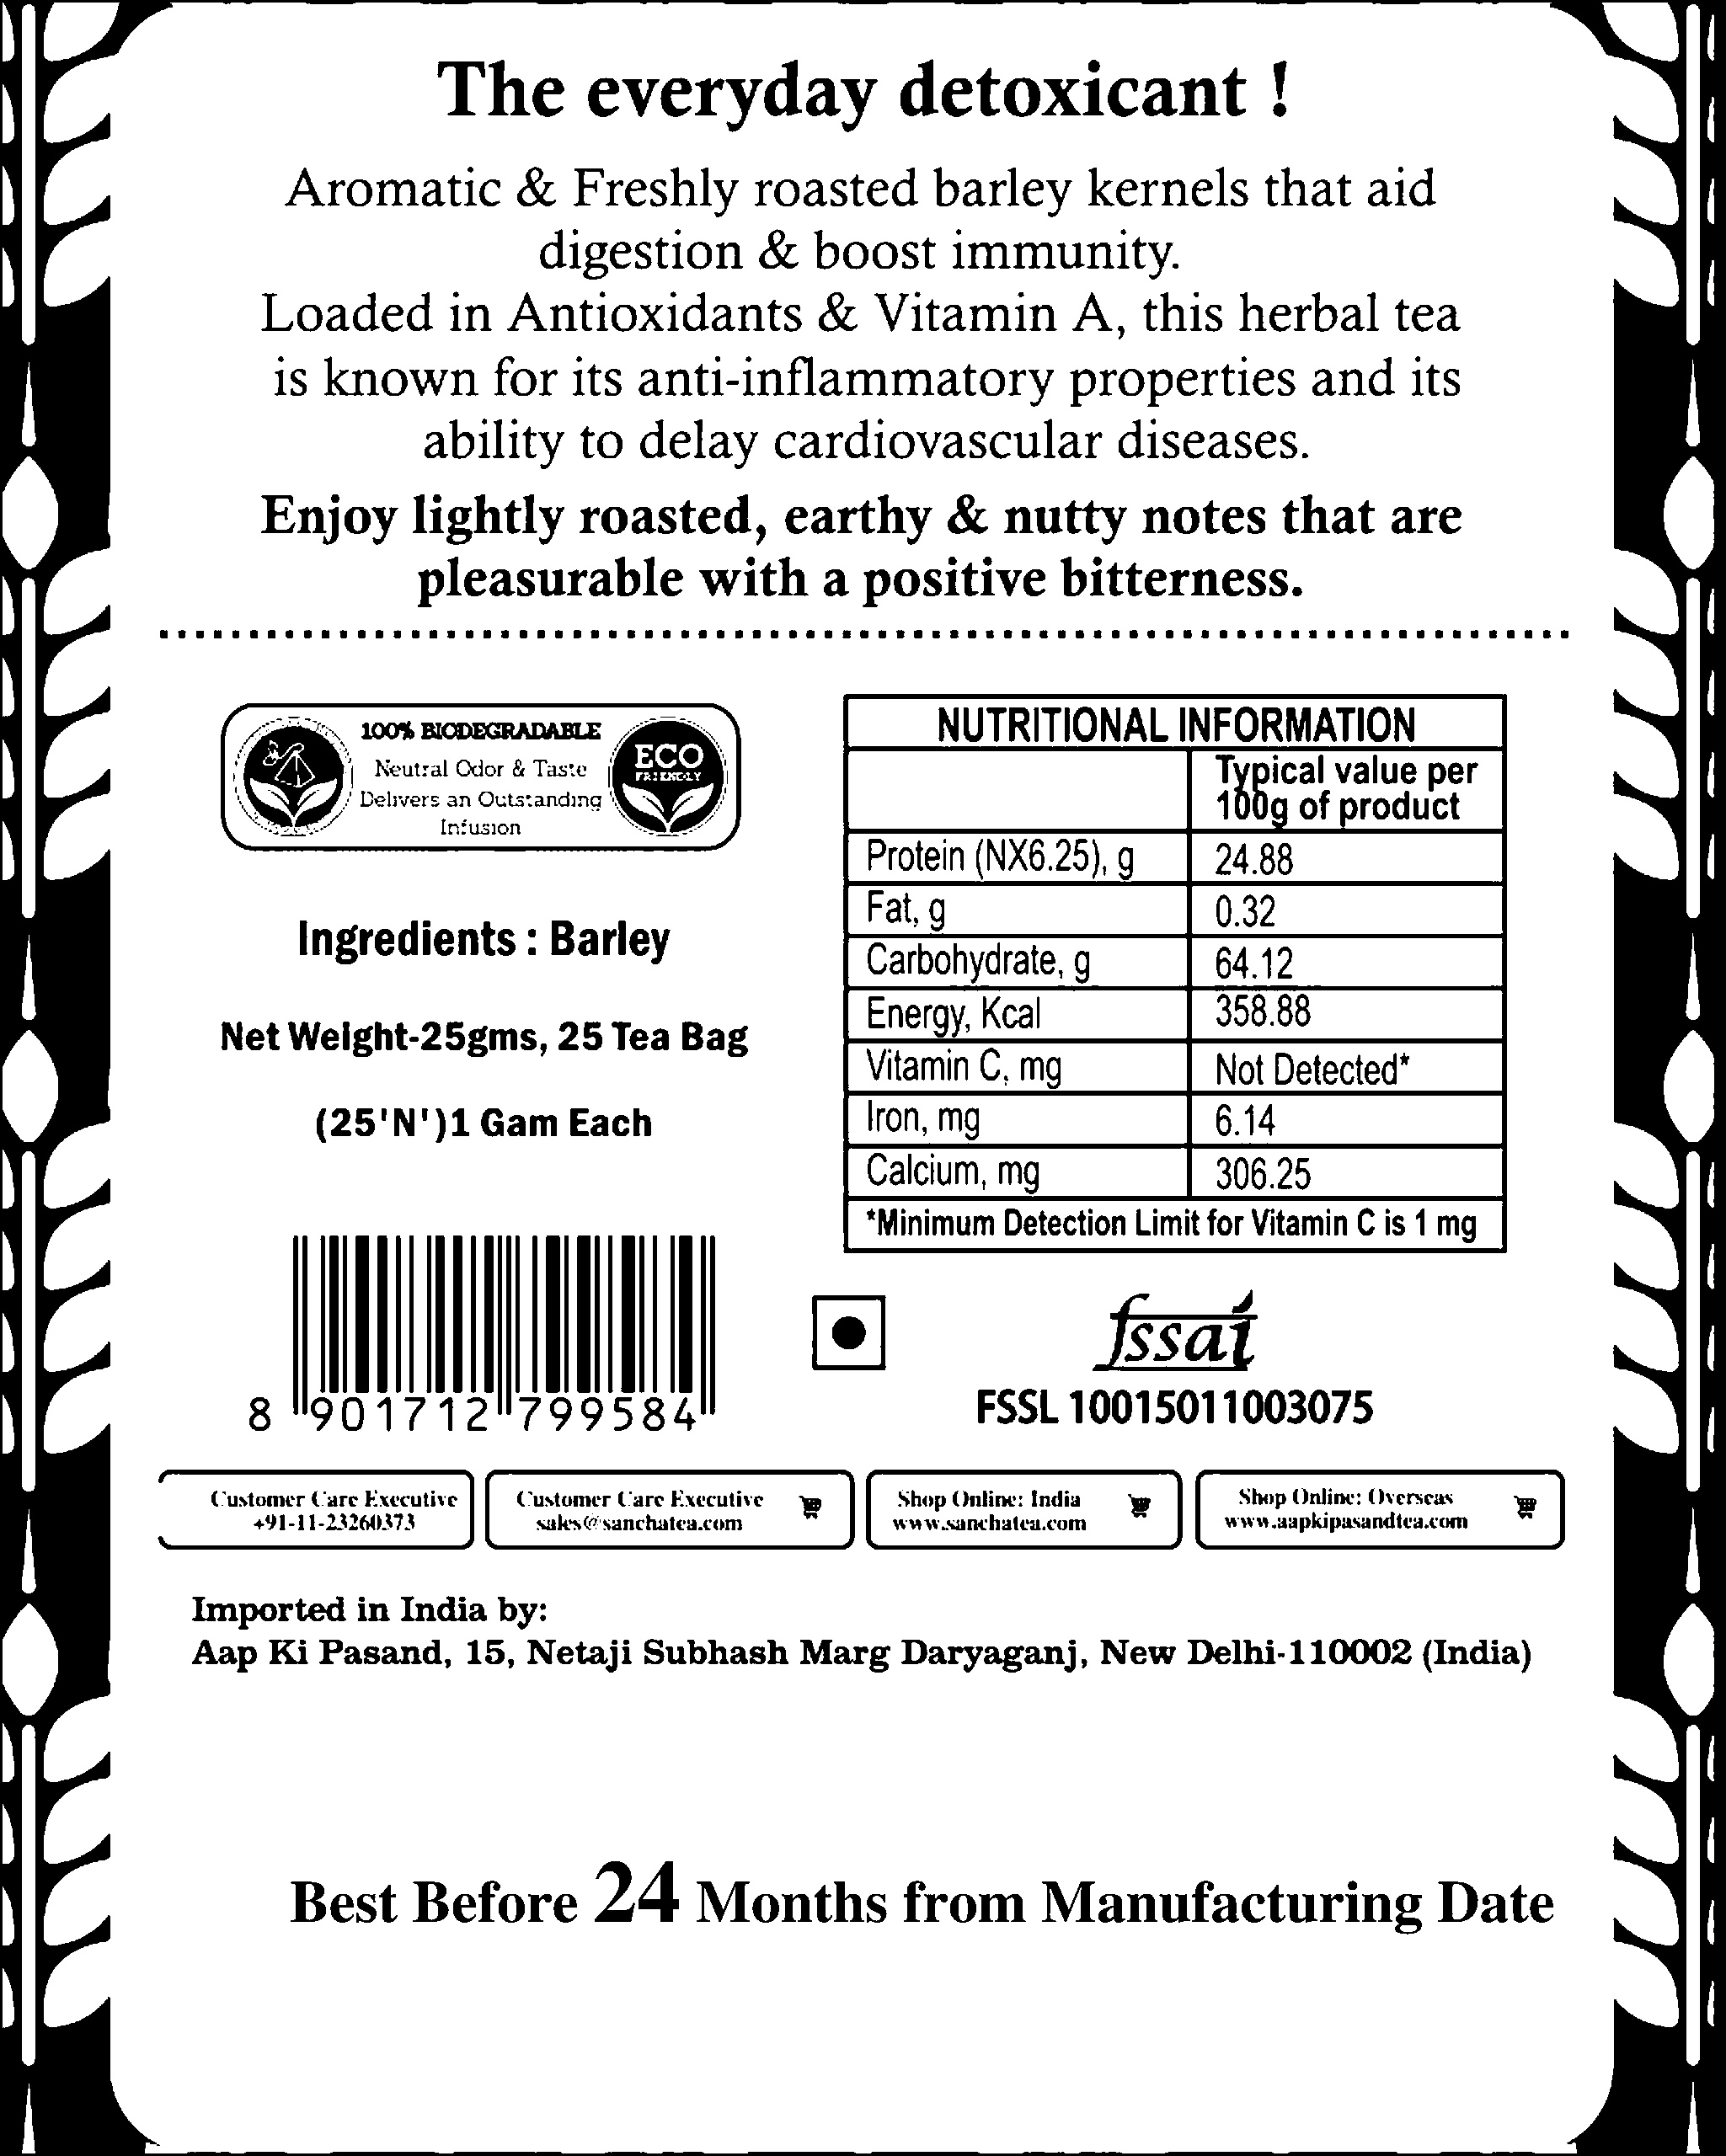 The everyday detoxicant !
Aromatic & Freshly roasted barley kernels that aid
digestion & boost immunity.
Loaded in Antioxidants & Vitamin A, this herbal tea
is known for its anti-inflammatory properties and its
ability to delay cardiovascular diseases.
Enjoy lightly roasted, earthy & nutty notes that are
pleasurable with a positive bitterness.
100% BIODEGRADABLE
Neutral Odor & Taste
Delivers an Outstanding
Infusion
ECO
FRIENDLY
Ingredients : Barley
Net Weight-25gms, 25 Tea Bag
(25'N')1 Gam Each
NUTRITIONAL INFORMATION
Typical value per
100g of product
Protein (NX6.25), g 24.88
Fat, g 0.32
Carbohydrate, g 64.12
Energy, Kcal 358.88
Vitamin C, mg Not Detected*
Iron, mg 6.14
Calcium, mg 306.25
*Minimum Detection Limit for Vitamin C is 1 mg
8 901712 799584
fssai
FSSL 10015011003075
Customer Care Executive
+91-11-23260373
Customer Care Executive
sales@sanchatea.com
Shop Online: India
www.sanchatea.com
Shop Online: Overseas
www.aapkipasandtea.com
Imported in India by:
Aap Ki Pasand, 15, Netaji Subhash Marg Daryaganj, New Delhi-110002 (India)
Best Before 24 Months from Manufacturing Date